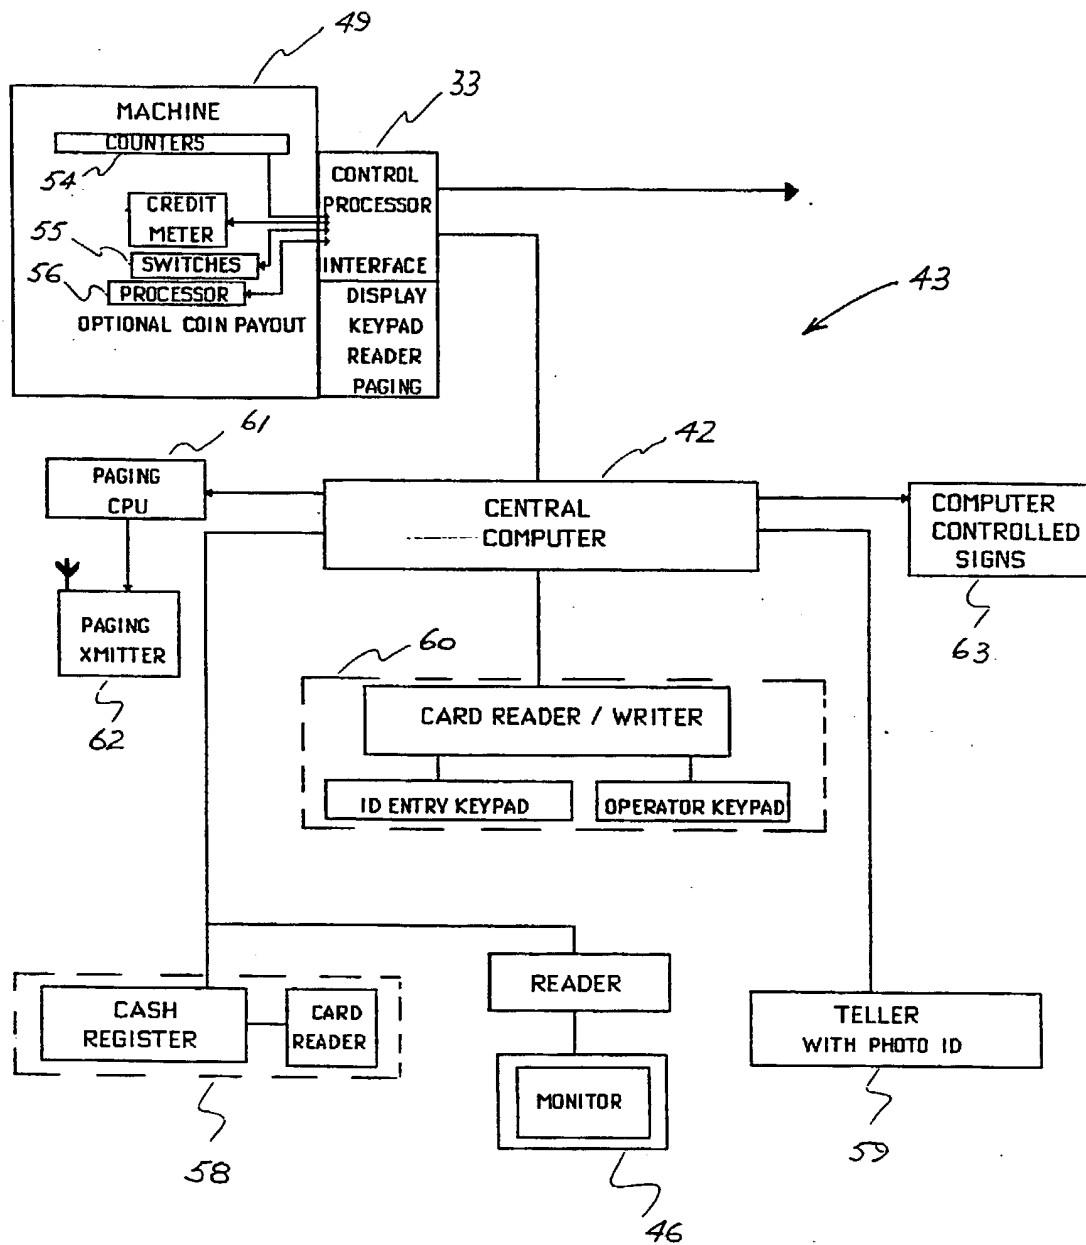 49
MACHINE
COUNTERS
54
CREDIT
METER
55
SWITCHES
56
PROCESSOR
OPTIONAL COIN PAYOUT
33
CONTROL
PROCESSOR
INTERFACE
DISPLAY
KEYPAD
READER
PAGING
43
61
PAGING
CPU
42
CENTRAL
COMPUTER
COMPUTER
CONTROLLED
SIGNS
63
PAGING
XMITTER
62
60
CARD READER / WRITER
ID ENTRY KEYPAD
OPERATOR KEYPAD
CASH
REGISTER
CARD
READER
58
READER
MONITOR
46
TELLER
WITH PHOTO ID
59